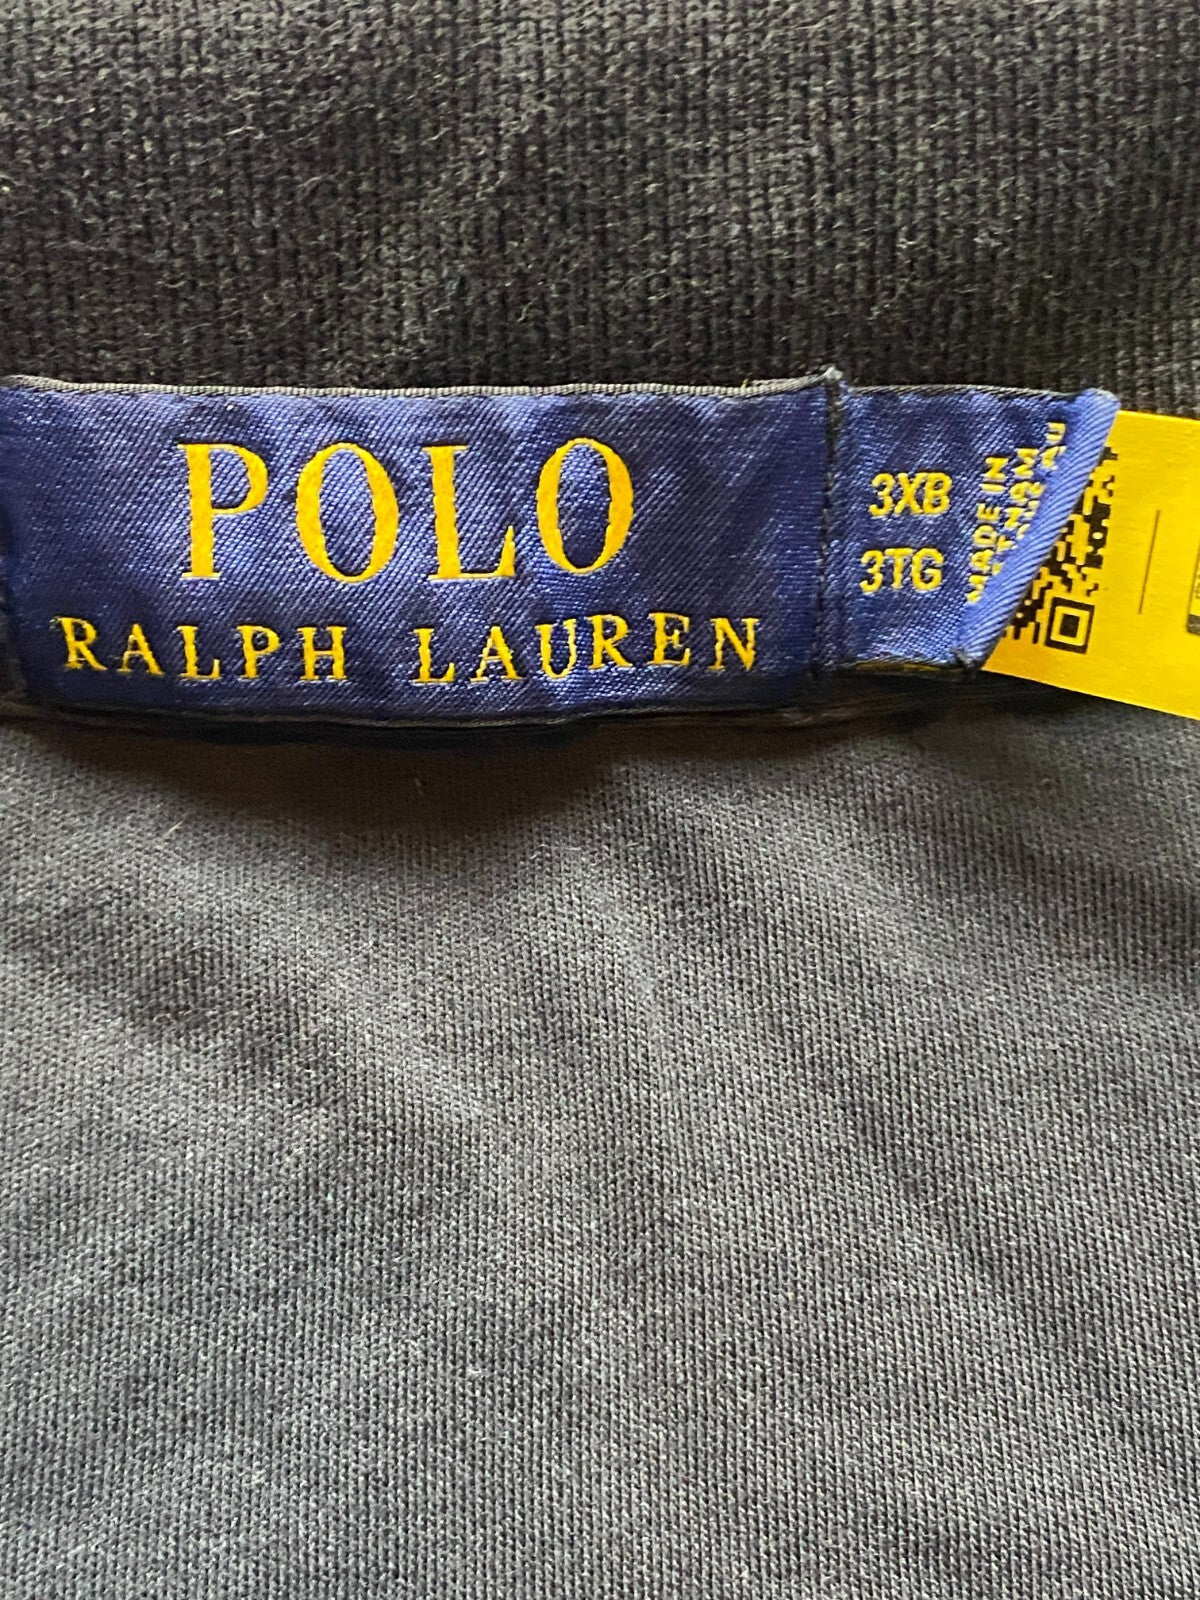 POLO
RALPH LAUREN
3XB
3TG
MADE IN